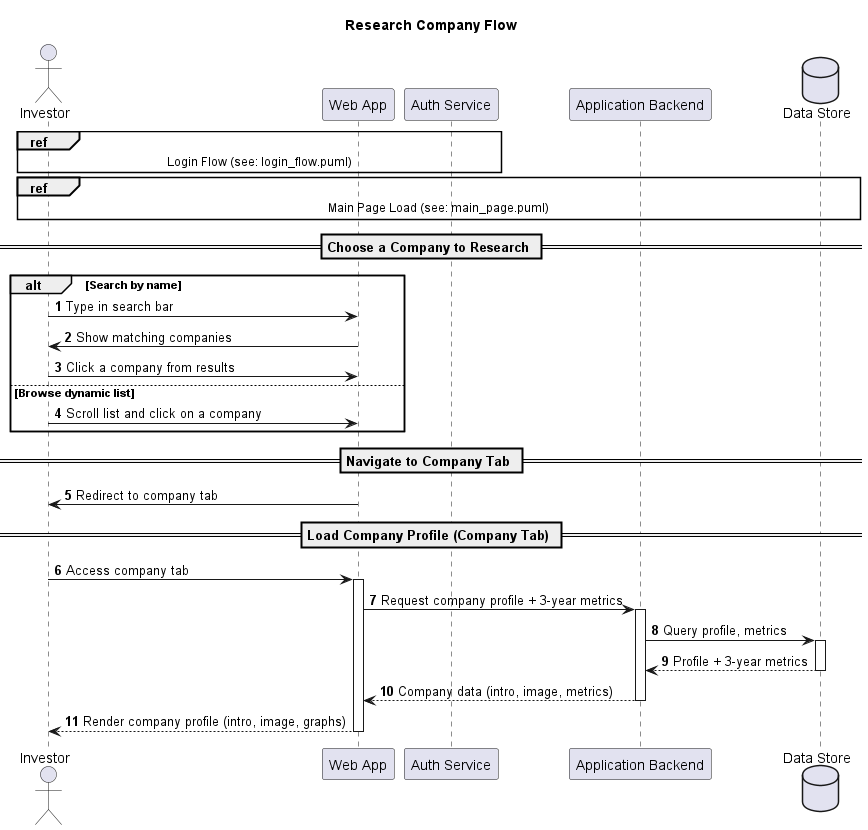 Research Company Flow
Investor
Web App
Auth Service
Application Backend
Data Store
ref
Login Flow (see: login_flow.puml)
ref
Main Page Load (see: main_page.puml)
Choose a Company to Research
alt [Search by name]
1 Type in search bar
2 Show matching companies
3 Click a company from results
[Browse dynamic list]
4 Scroll list and click on a company
Navigate to Company Tab
5 Redirect to company tab
Load Company Profile (Company Tab)
6 Access company tab
7 Request company profile + 3-year metrics
8 Query profile, metrics
9 Profile + 3-year metrics
10 Company data (intro, image, metrics)
11 Render company profile (intro, image, graphs)
Investor
Web App
Auth Service
Application Backend
Data Store